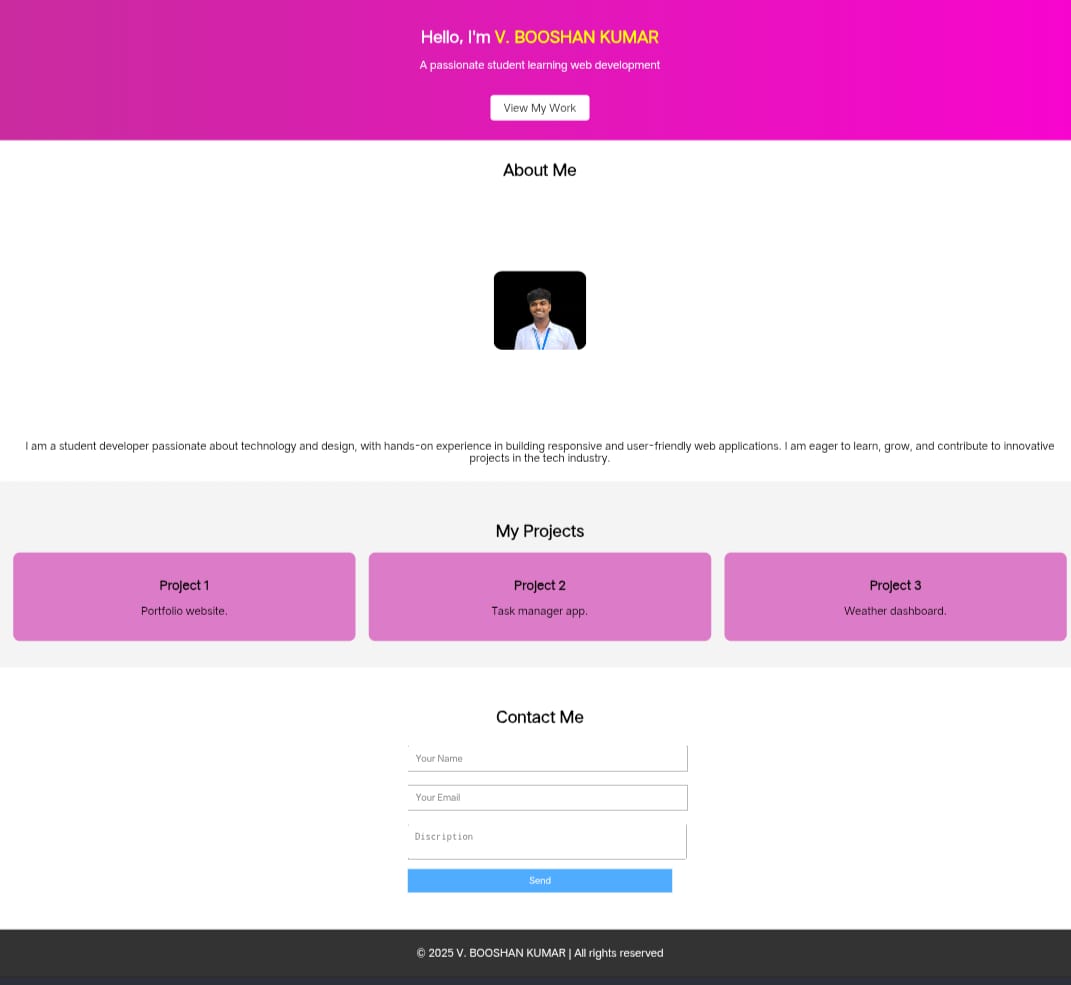 Hello, I'm V. BOOSHAN KUMAR
A passionate student learning web development
View My Work
About Me
I am a student developer passionate about technology and design, with hands-on experience in building responsive and user-friendly web applications. I am eager to learn, grow, and contribute to innovative
projects in the tech industry.
My Projects
Project 1
Portfolio website.
Project 2
Task manager app.
Project 3
Weather dashboard.
Contact Me
Your Name
Your Email
Discription
Send
© 2025 V. BOOSHAN KUMAR | All rights reserved